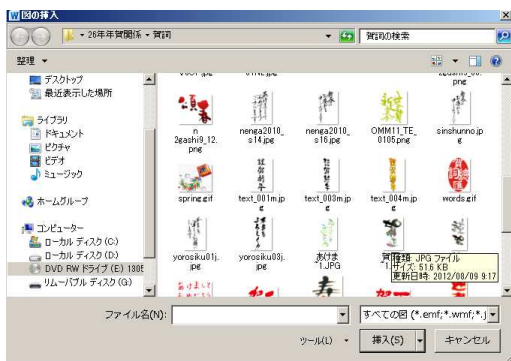 図の挿入
26年年賀関係
賀詞
賀詞の検索
整理
デスクトップ
最近表示した場所
ライブラリ
ドキュメント
ピクチャ
ビデオ
ミュージック
ホームグループ
コンピューター
ローカル ディスク (C:)
ローカル ディスク (D:)
DVD RW ドライブ (E:)
リムーバブル ディスク (G:)
png
n
2gashi9_12.
png
nenga2010_
s14.jpg
nenga2010_
s16.jpg
OMM11_TE_
0105.png
sinshunno.jp
g
spring.gif
text_001m.jp
g
text_003m.jp
g
text_004m.jp
g
words.gif
yorosiku01j.
jpg
yorosiku03j.
jpg
あけま
1.JPG
種類: JPG ファイル
サイズ: 51.6 KB
更新日時: 2012/08/09 9:17
ファイル名(N):
すべての図 (*.emf;*.wmf;*.j
ツール(L)
挿入(S)
キャンセル